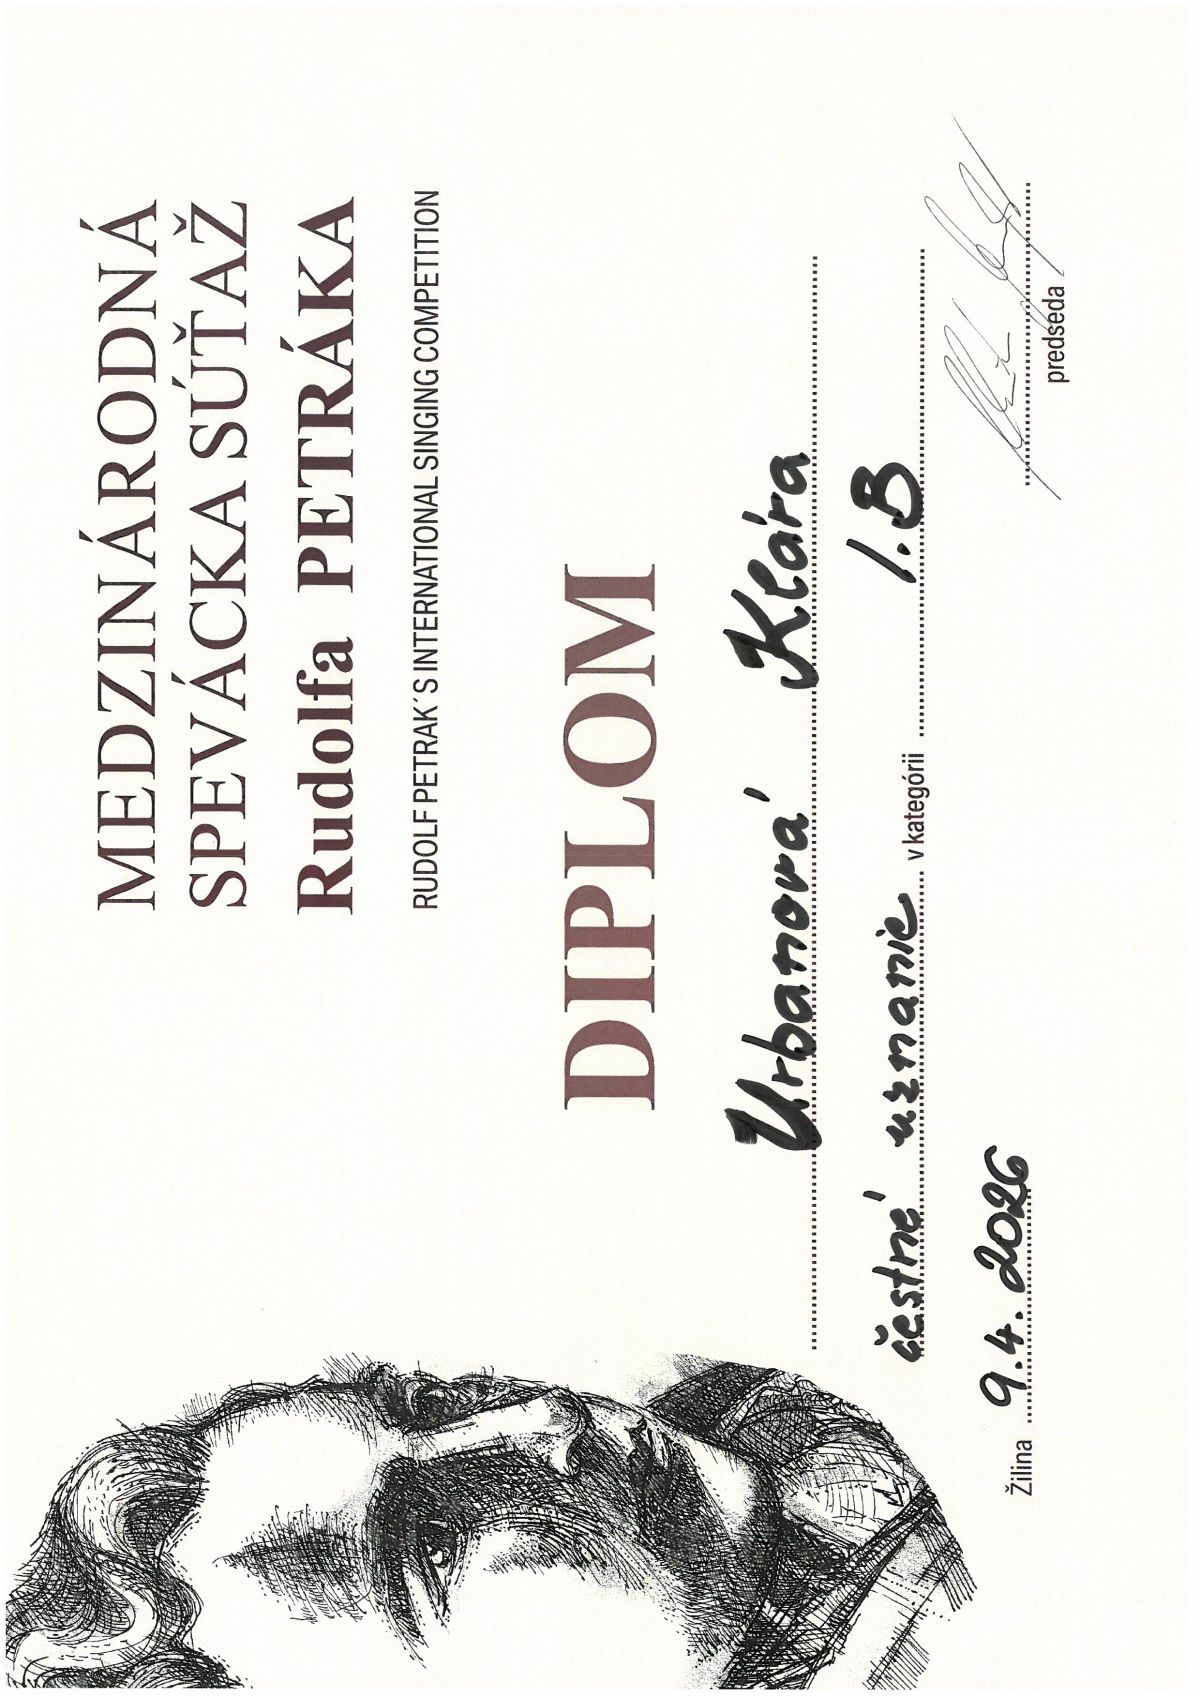 MEDZINÁRODNÁ
SPEVÁCKA SÚŤAŽ
Rudolfa PETRÁKA
RUDOLF PETRAK´S INTERNATIONAL SINGING COMPETITION
DIPLOM
Urbanová Klára
čestné uznanie v kategórii I.B
Žilina 9.4.2026
predseda